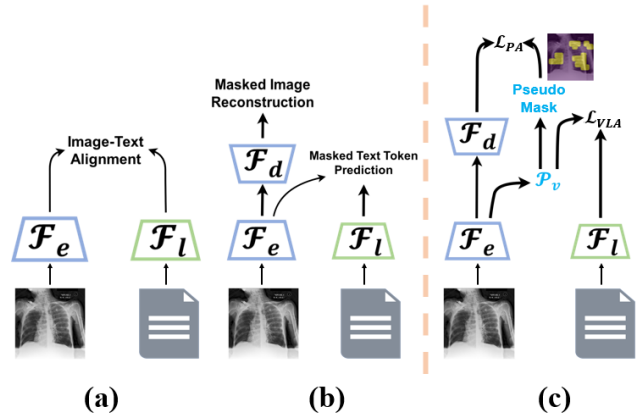 Image-Text
Alignment
𝓕e
𝓕l
(a)
Masked Image
Reconstruction
𝓕d
Masked Text Token
Prediction
𝓕e
𝓕l
(b)
𝓛PA
Pseudo
Mask
𝓛VLA
𝓕d
𝓟v
𝓕e
𝓕l
(c)